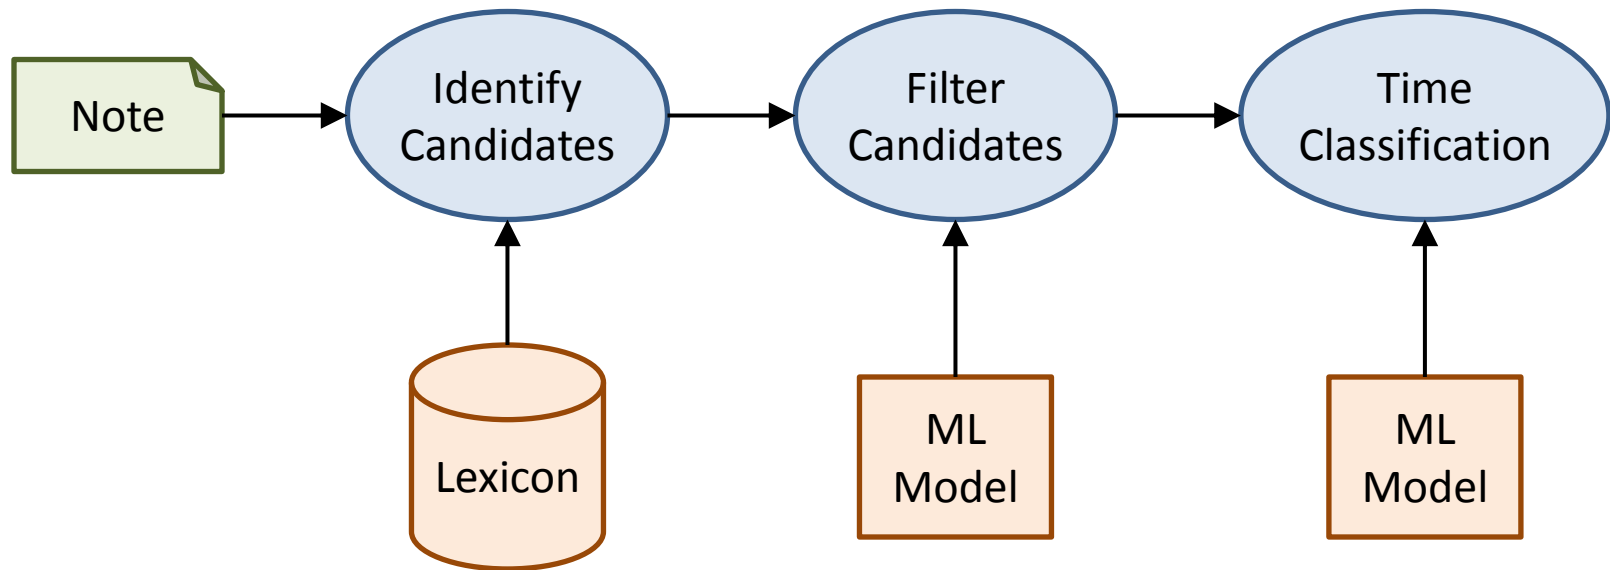 Note
Identify
Candidates
Filter
Candidates
Time
Classification
Lexicon
ML
Model
ML
Model